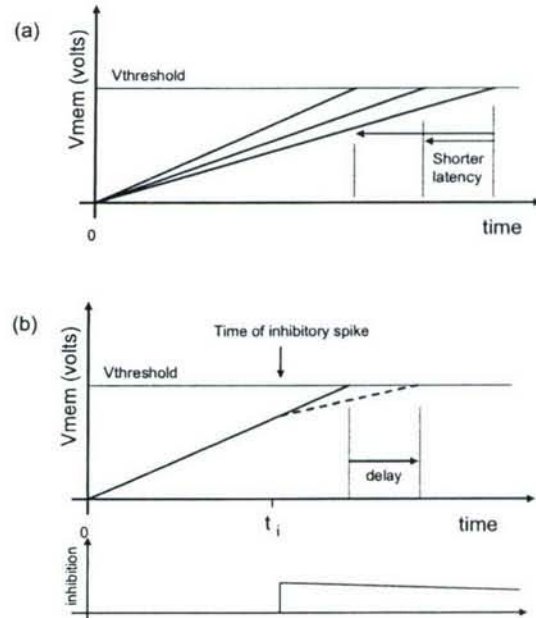 (a)
Vmem (volts)
Vthreshold
Shorter
latency
0
time
(b)
Time of inhibitory spike
Vmem (volts)
Vthreshold
delay
0
t i
time
inhibition